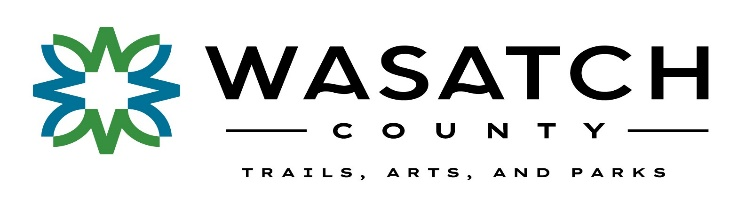 WASATCH
COUNTY
TRAILS, ARTS, AND PARKS